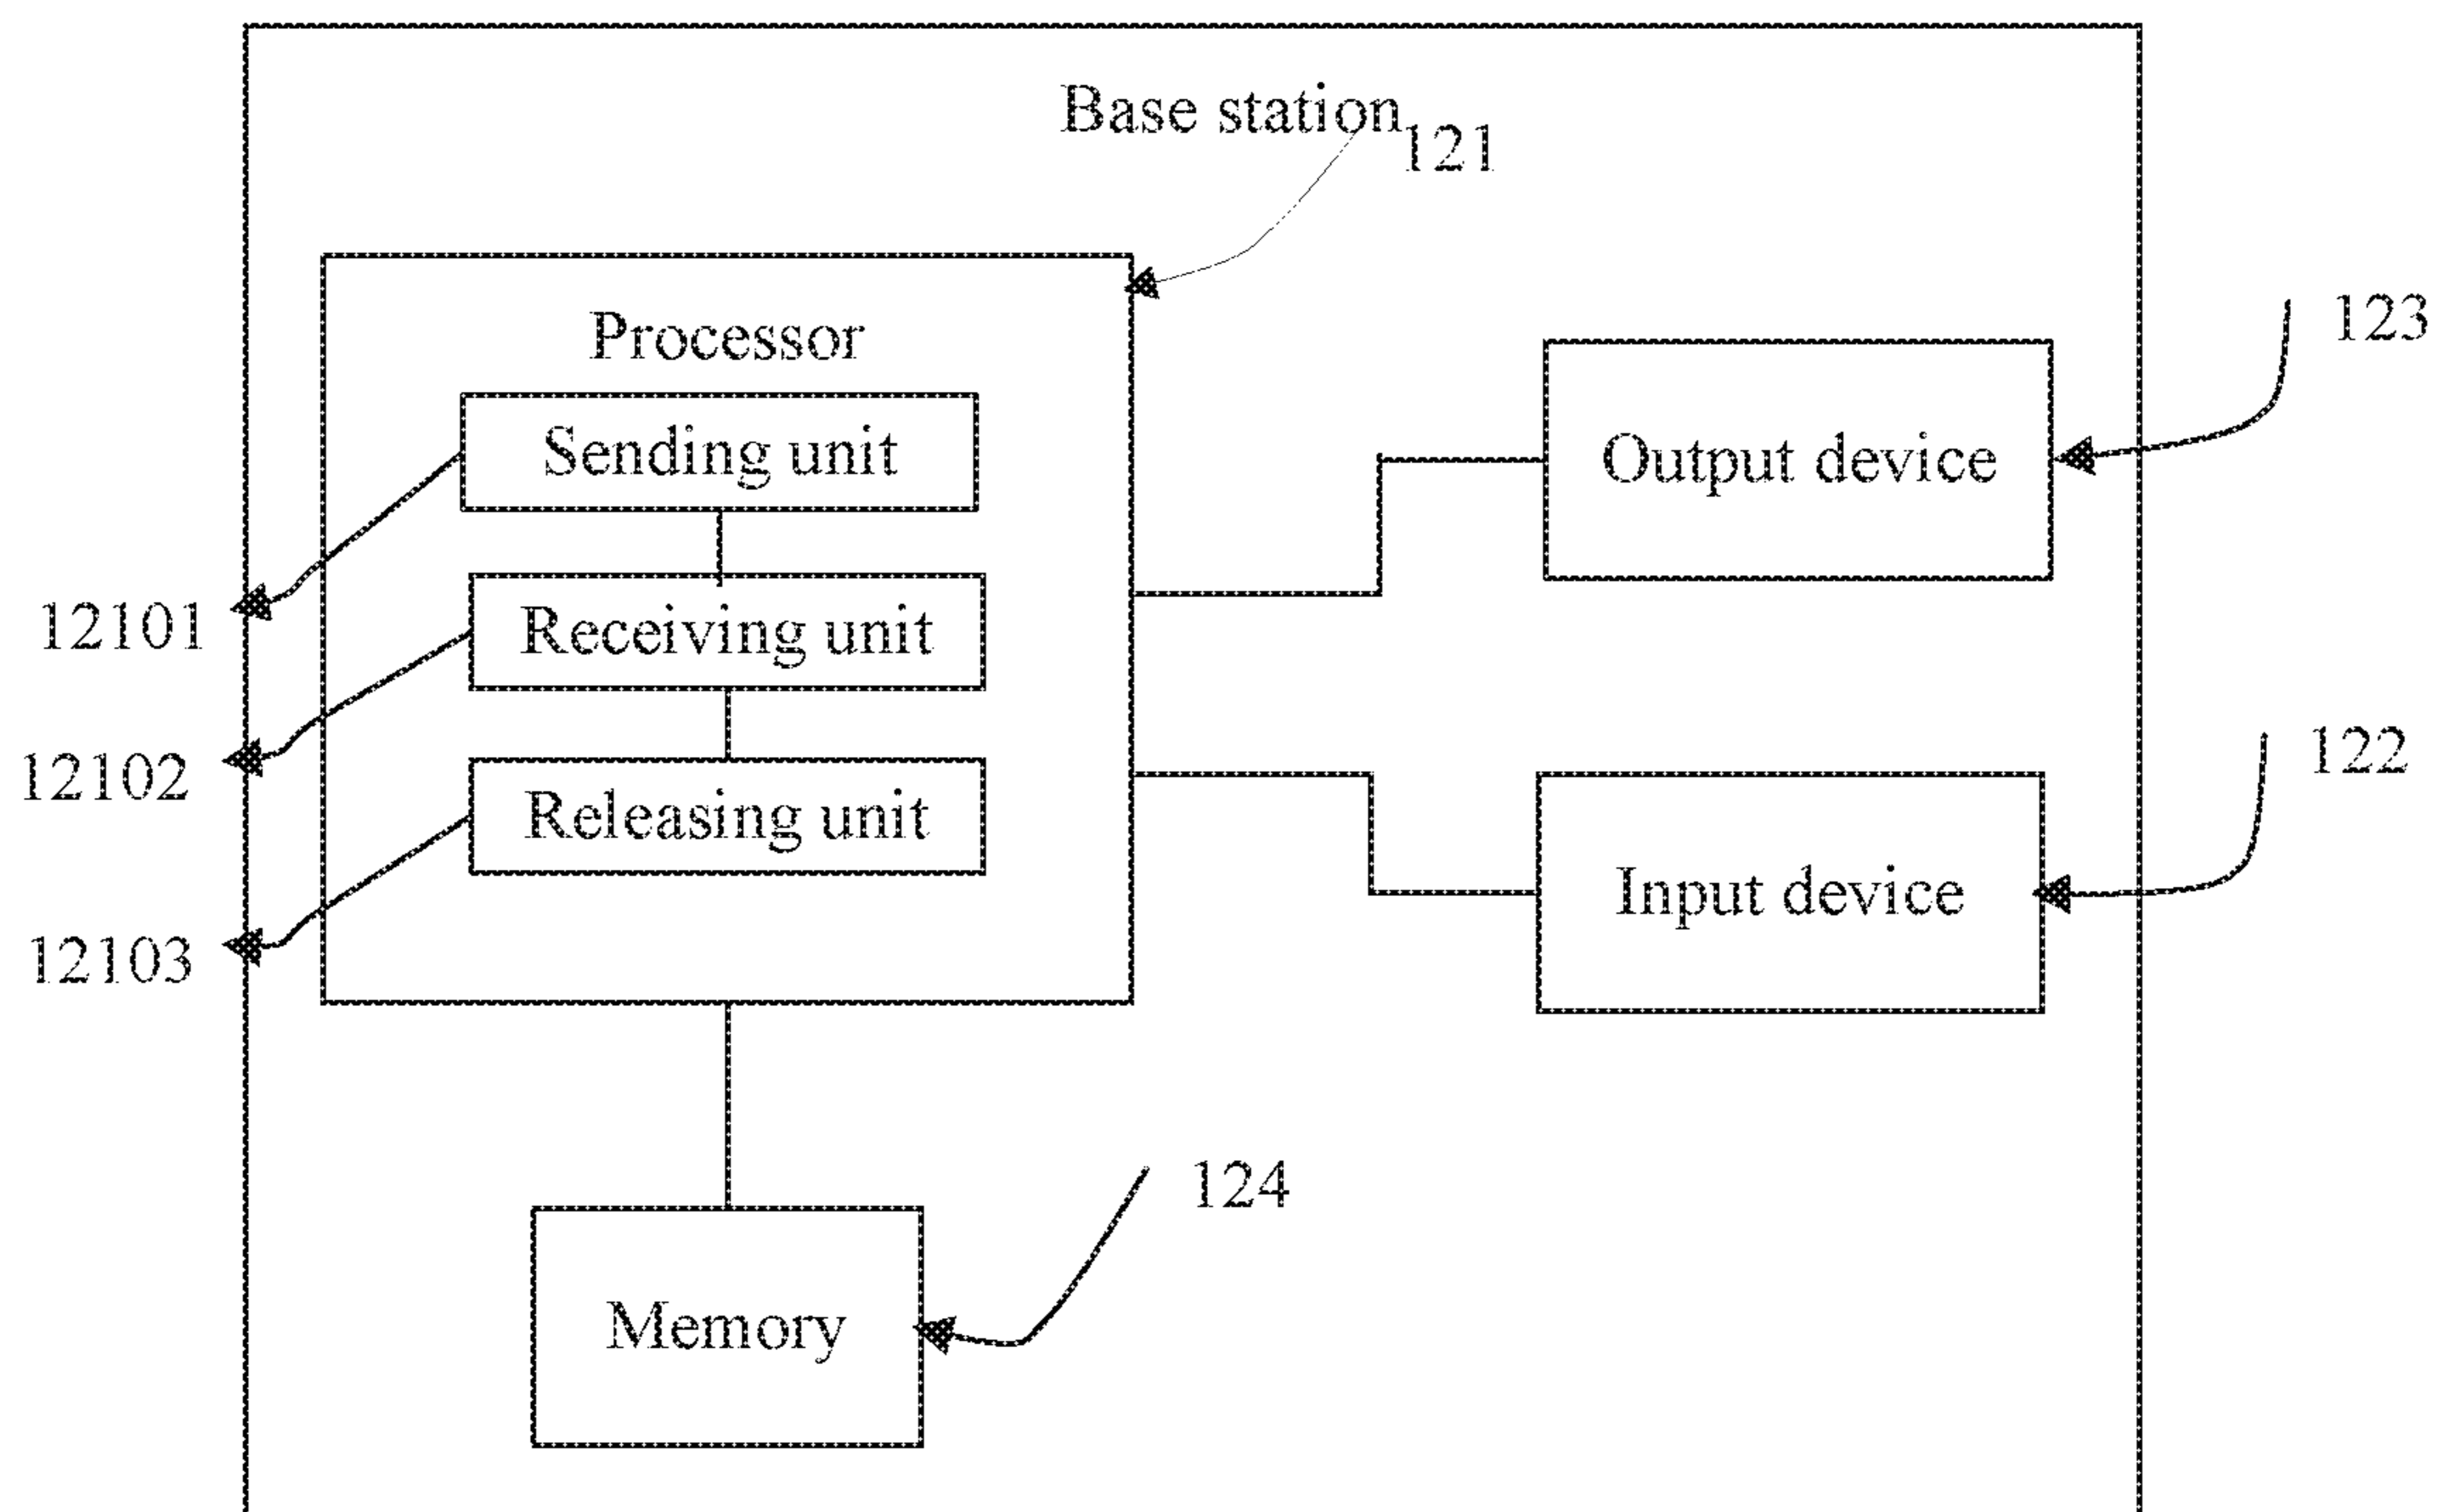 Base station
121
Processor
123
Sending unit
Output device
12101
Receiving unit
12102
122
Releasing unit
Input device
12103
124
Memory